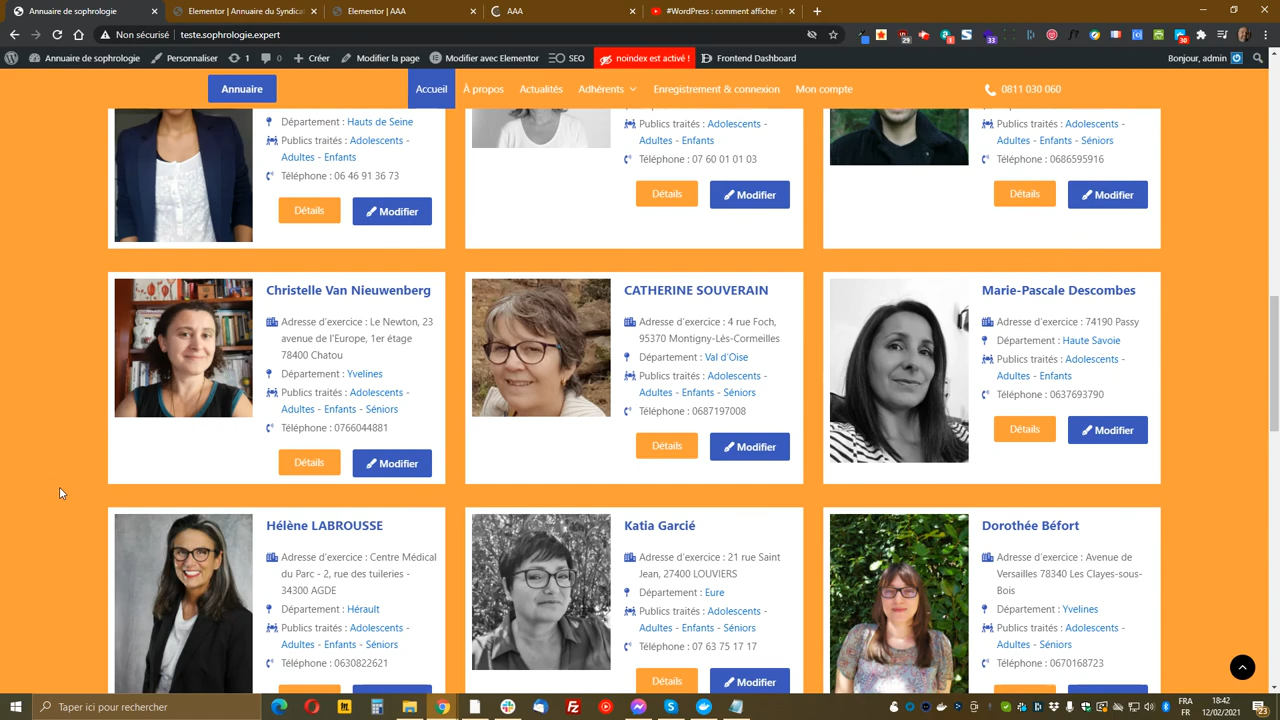 Elementor | Structure du
AAA
AAA
#WordPress
Non sécurisé | teste.sophrologie.expert
Annuaire de sophrologie 1 0 Créer Modifier la page Modifier avec Elementor SEO noindex est activé ! Frontend Dashboard Bonjour, admin
Personnaliser
Annuaire Accueil À propos Actualités Adhérents Enregistrement & connexion Mon compte 0811 030 060
Département : Hauts de Seine
Publics traités : Adolescents -
Adultes - Enfants
Téléphone : 06 46 91 36 73
Détails Modifier
Publics traités : Adolescents -
Adultes - Enfants
Téléphone : 07 60 01 01 03
Détails Modifier
Publics traités : Adolescents -
Adultes - Enfants - Séniors
Téléphone : 0686595916
Détails Modifier
Christelle Van Nieuwenberg
Adresse d'exercice : Le Newton, 23
avenue de l'Europe, 1er étage
78400 Chatou
Département : Yvelines
Publics traités : Adolescents -
Adultes - Enfants - Séniors
Téléphone : 0766044881
Détails Modifier
CATHERINE SOUVERAIN
Adresse d'exercice : 4 rue Foch,
95370 Montigny-Lès-Cormeilles
Département : Val d'Oise
Publics traités : Adolescents -
Adultes - Enfants - Séniors
Téléphone : 0687197008
Détails Modifier
Marie-Pascale Descombes
Adresse d'exercice : 74190 Passy
Département : Haute Savoie
Publics traités : Adolescents -
Adultes - Enfants
Téléphone : 0637693790
Détails Modifier
Hélène LABROUSSE
Adresse d'exercice : Centre Médical
du Parc - 2, rue des tuileries -
34300 AGDE
Département : Hérault
Publics traités : Adolescents -
Adultes - Enfants - Séniors
Téléphone : 0630822621
Katia Garcié
Adresse d'exercice : 21 rue Saint
Jean, 27400 LOUVIERS
Département : Eure
Publics traités : Adolescents -
Adultes - Enfants - Séniors
Téléphone : 07 63 75 17 17
Détails Modifier
Dorothée Béfort
Adresse d'exercice : Avenue de
Versailles 78340 Les Clayes-sous-
Bois
Département : Yvelines
Publics traités : Adolescents -
Adultes - Séniors
Téléphone : 0670168723
Taper ici pour rechercher
FRA 18:42
FR 12/02/2021